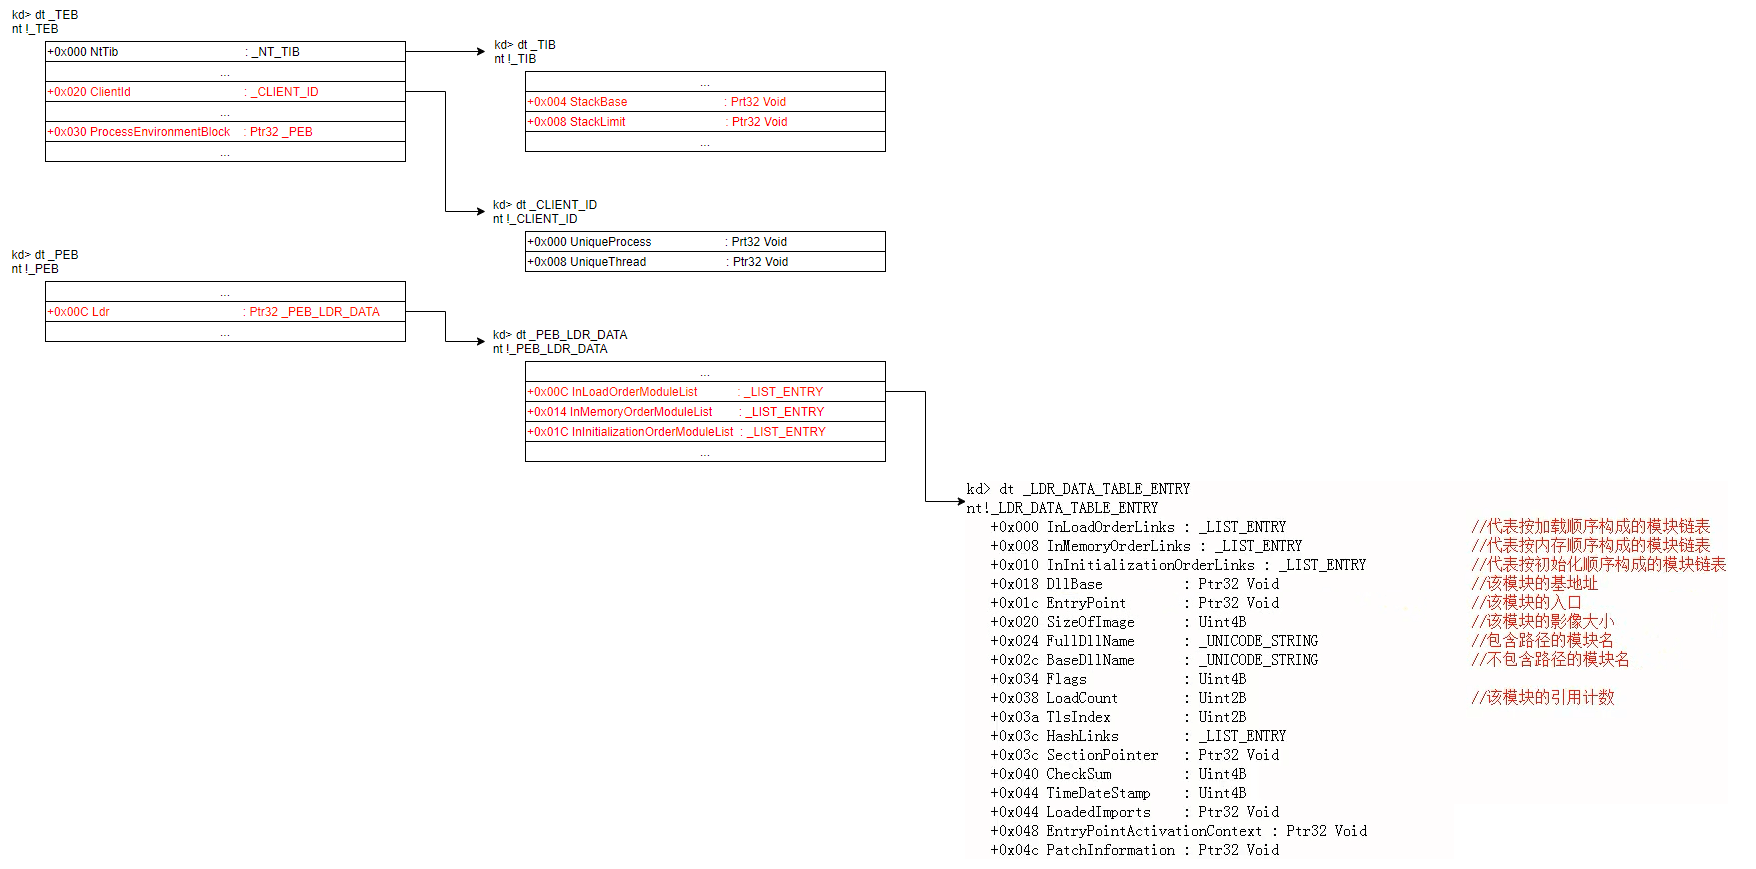 kd> dt _TEB
nt !_TEB
+0x000 NtTib : _NT_TIB
...
+0x020 ClientId : _CLIENT_ID
...
+0x030 ProcessEnvironmentBlock : Ptr32 _PEB
...
kd> dt _TIB
nt !_TIB
...
+0x004 StackBase : Prt32 Void
+0x008 StackLimit : Ptr32 Void
...
kd> dt _CLIENT_ID
nt !_CLIENT_ID
+0x000 UniqueProcess : Prt32 Void
+0x008 UniqueThread : Ptr32 Void
kd> dt _PEB
nt !_PEB
...
+0x00C Ldr : Ptr32 _PEB_LDR_DATA
...
kd> dt _PEB_LDR_DATA
nt !_PEB_LDR_DATA
...
+0x00C InLoadOrderModuleList : _LIST_ENTRY
+0x014 InMemoryOrderModuleList : _LIST_ENTRY
+0x01C InInitializationOrderModuleList : _LIST_ENTRY
...
kd> dt _LDR_DATA_TABLE_ENTRY
nt!_LDR_DATA_TABLE_ENTRY
+0x000 InLoadOrderLinks : _LIST_ENTRY //代表按加载顺序构成的模块链表
+0x008 InMemoryOrderLinks : _LIST_ENTRY //代表按内存顺序构成的模块链表
+0x010 InInitializationOrderLinks : _LIST_ENTRY //代表按初始化顺序构成的模块链表
+0x018 DllBase : Ptr32 Void //该模块的基地址
+0x01c EntryPoint : Ptr32 Void //该模块的入口
+0x020 SizeOfImage : Uint4B //该模块的影像大小
+0x024 FullDllName : _UNICODE_STRING //包含路径的模块名
+0x02c BaseDllName : _UNICODE_STRING //不包含路径的模块名
+0x034 Flags : Uint4B
+0x038 LoadCount : Uint2B //该模块的引用计数
+0x03a TlsIndex : Uint2B
+0x03c HashLinks : _LIST_ENTRY
+0x03c SectionPointer : Ptr32 Void
+0x040 CheckSum : Uint4B
+0x044 TimeDateStamp : Uint4B
+0x044 LoadedImports : Ptr32 Void
+0x048 EntryPointActivationContext : Ptr32 Void
+0x04c PatchInformation : Ptr32 Void